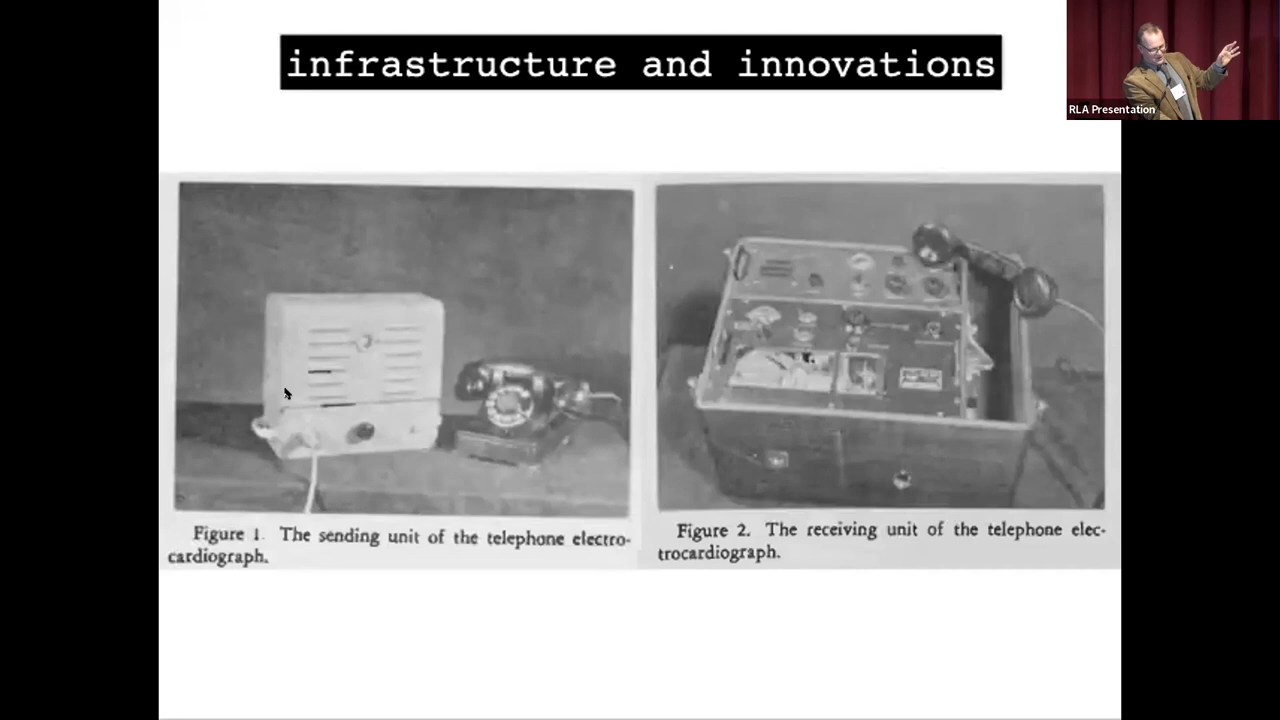 infrastructure and innovations
RLA Presentation
Figure 1. The sending unit of the telephone electro-
cardiograph.
Figure 2. The receiving unit of the telephone elec-
trocardiograph.